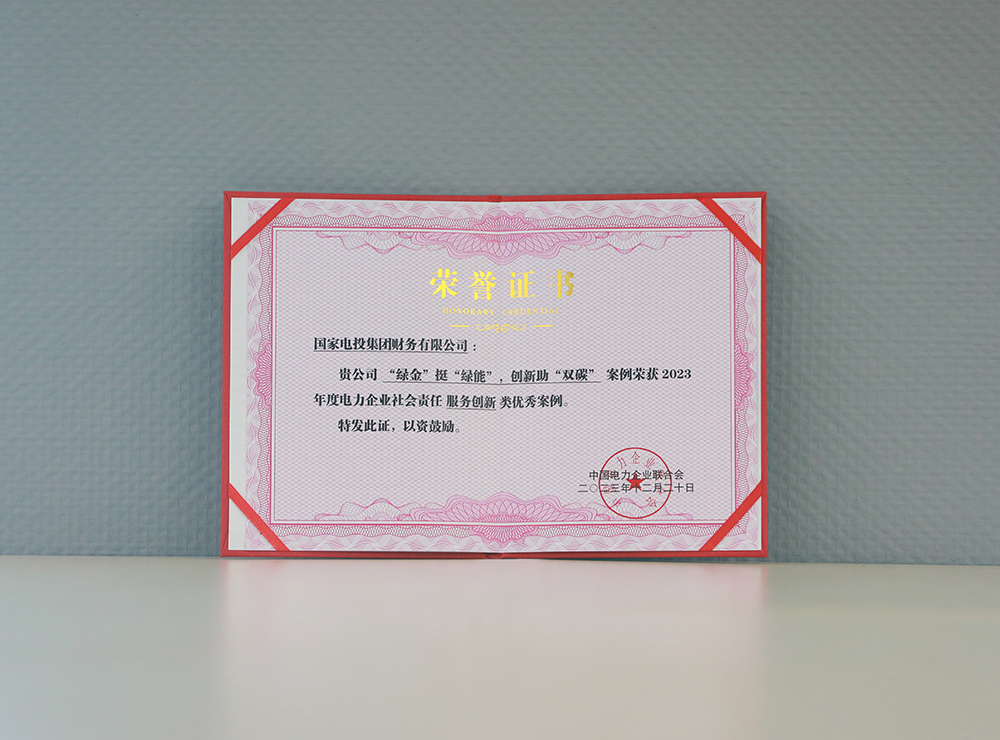 荣誉证书
HONORARY CREDENTIAL
国家电投集团财务有限公司：
贵公司 “绿金”挺“绿能”，创新助“双碳” 案例荣获 2023
年度电力企业社会责任 服务创新 类优秀案例。
特发此证，以资鼓励。
中国电力企业联合会
二〇二三年十二月二十日